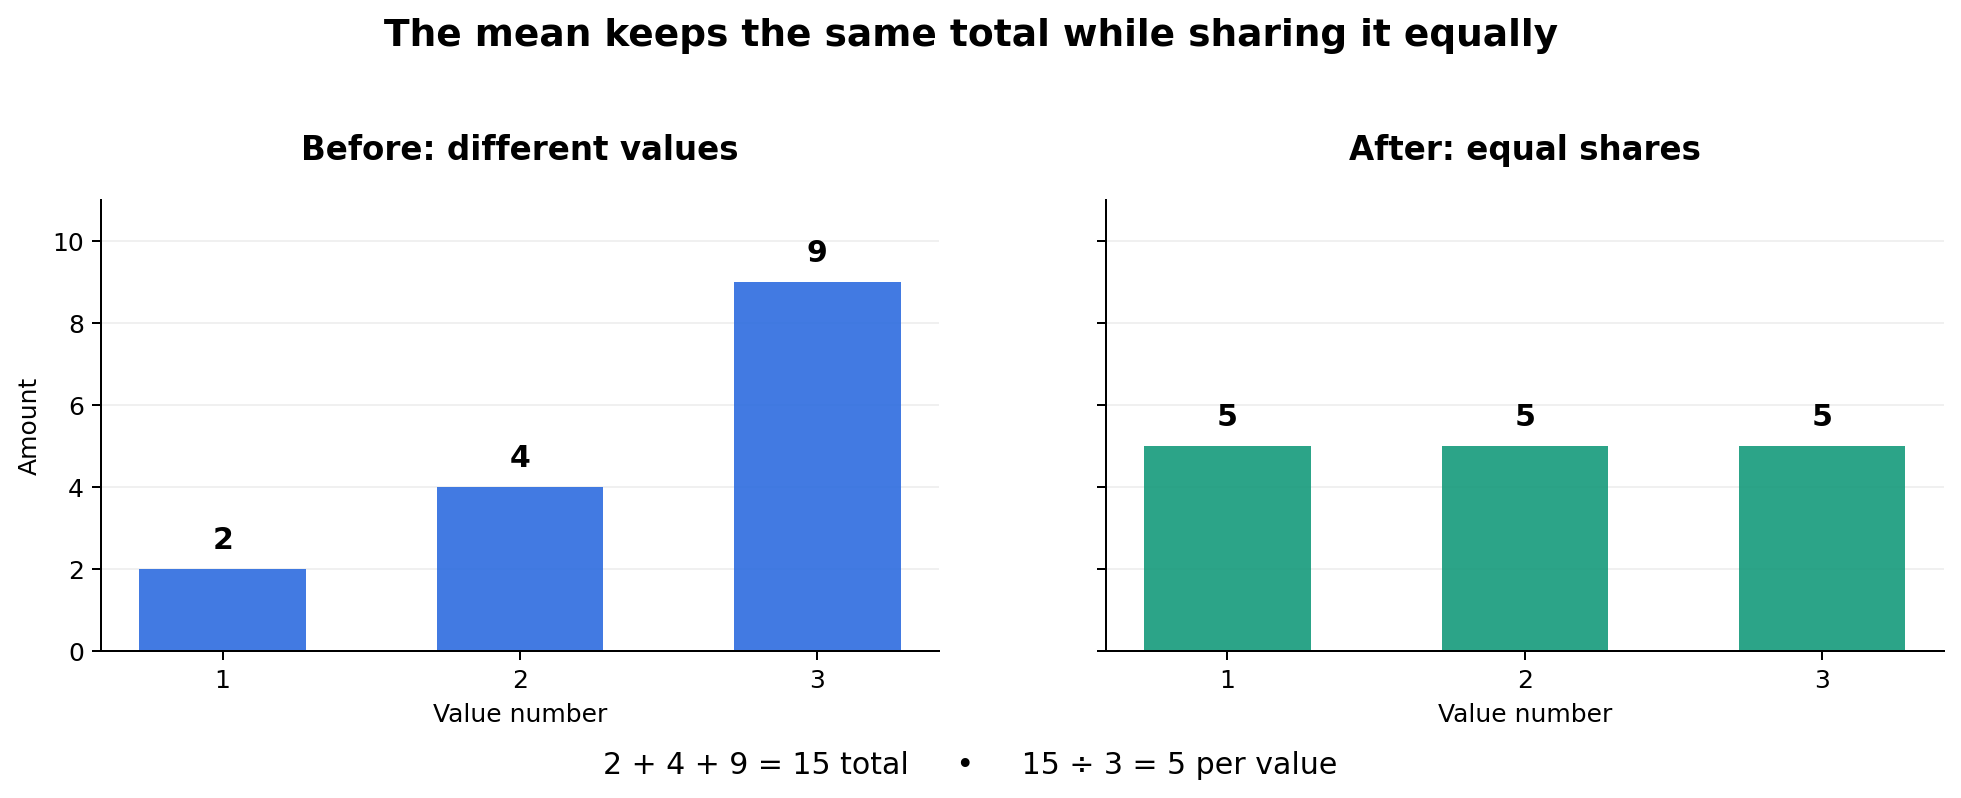 The mean keeps the same total while sharing it equally
Before: different values
After: equal shares
Amount
10
8
6
4
2
0
2
4
9
1
2
3
Value number
5
5
5
1
2
3
Value number
2 + 4 + 9 = 15 total • 15 ÷ 3 = 5 per value